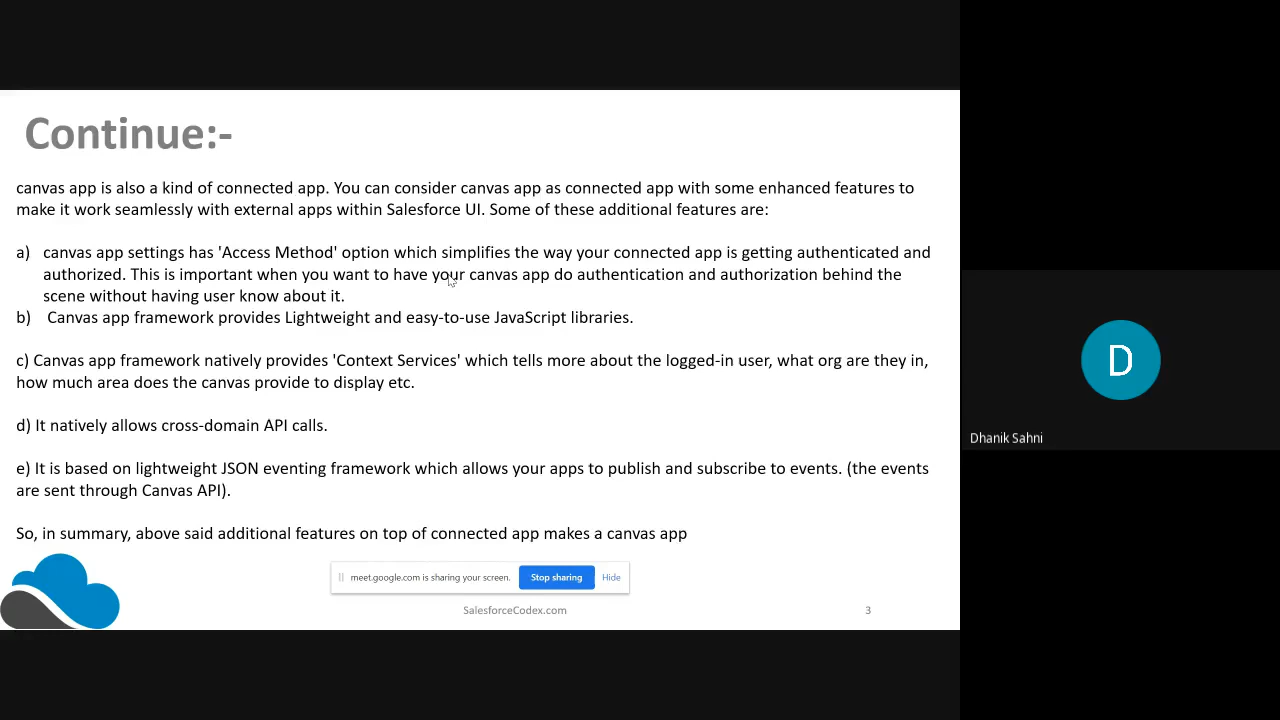 Continue:-
canvas app is also a kind of connected app. You can consider canvas app as connected app with some enhanced features to
make it work seamlessly with external apps within Salesforce UI. Some of these additional features are:
a) canvas app settings has 'Access Method' option which simplifies the way your connected app is getting authenticated and
authorized. This is important when you want to have your canvas app do authentication and authorization behind the
scene without having user know about it.
b) Canvas app framework provides Lightweight and easy-to-use JavaScript libraries.
c) Canvas app framework natively provides 'Context Services' which tells more about the logged-in user, what org are they in,
how much area does the canvas provide to display etc.
d) It natively allows cross-domain API calls.
e) It is based on lightweight JSON eventing framework which allows your apps to publish and subscribe to events. (the events
are sent through Canvas API).
So, in summary, above said additional features on top of connected app makes a canvas app
meet.google.com is sharing your screen. Stop sharing Hide
SalesforceCodex.com 3
D
Dhanik Sahni